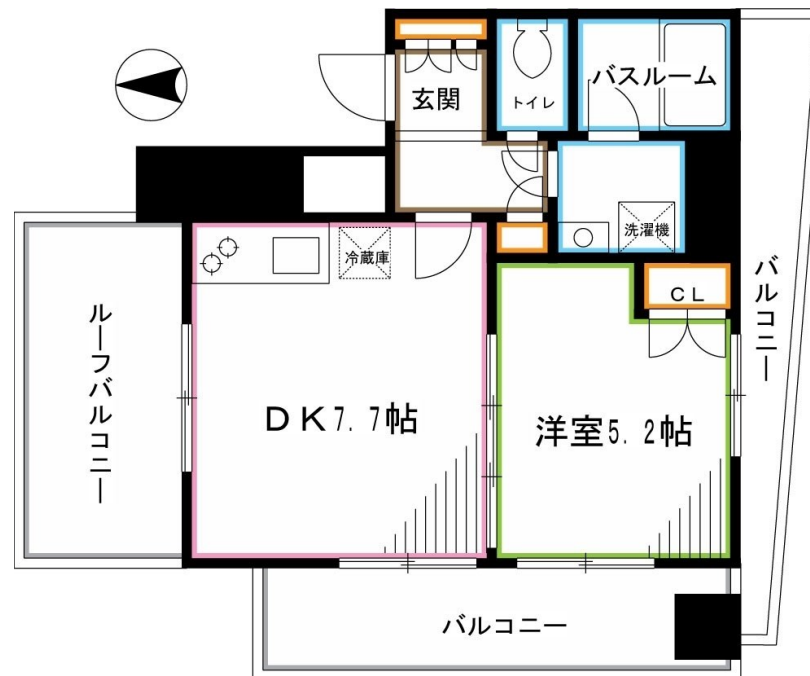 バスルーム
玄関
トイレ
洗濯機
冷蔵庫
CL
バルコニー
ルーフバルコニー
DK7.7帖
洋室5.2帖
バルコニー